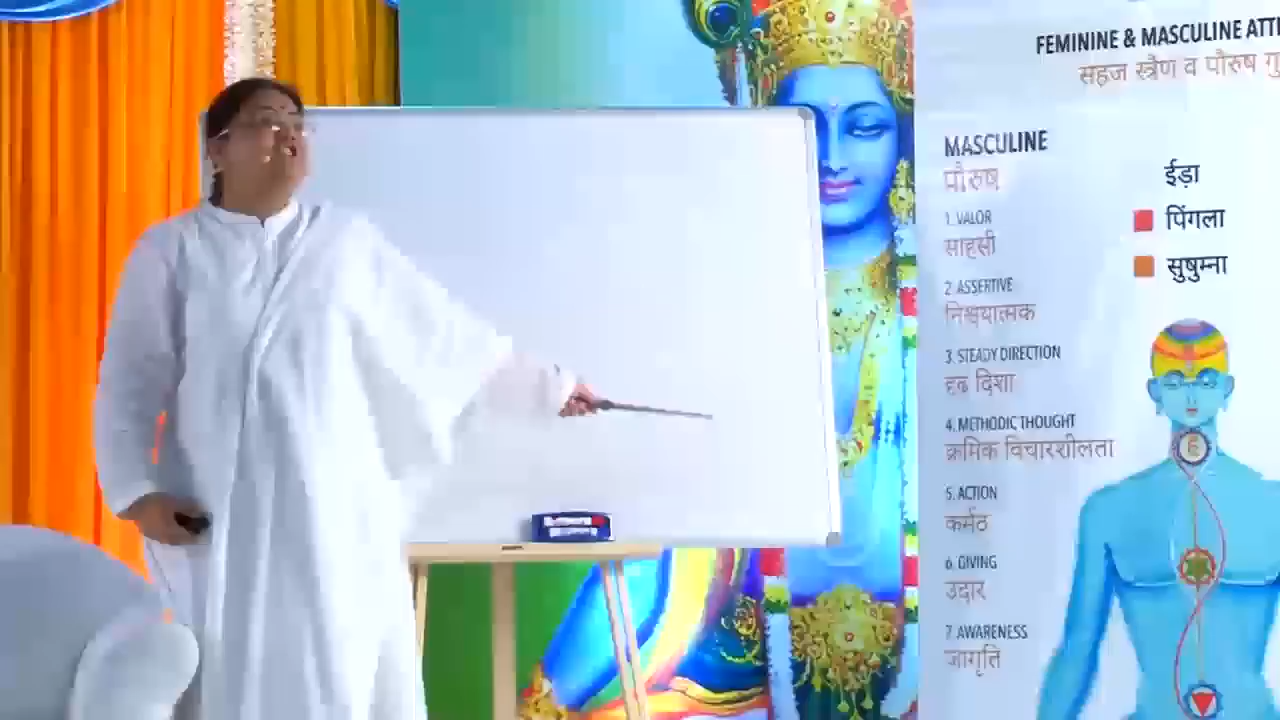 FEMININE & MASCULINE
सहज स्त्रैण व पौरुष
MASCULINE
पौरुष
1. VALOR
साहसी
2. ASSERTIVE
निश्चयात्मक
3. STEADY DIRECTION
दृढ दिशा
4. METHODIC THOUGHT
क्रमिक विचारशीलता
5. ACTION
कर्मठ
6. GIVING
उदार
7. AWARENESS
जागृति
ईड़ा
पिंगला
सुषुम्ना